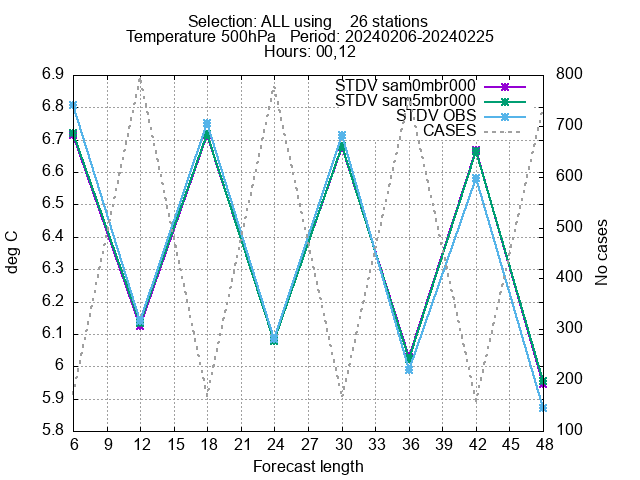 Selection: ALL using    26 stations
Temperature 500hPa   Period: 20240206-20240225
Hours: 00,12
STDV sam0mbr000
STDV sam5mbr000
STDV OBS
CASES
6.9
6.8
6.7
6.6
6.5
6.4
6.3
6.2
6.1
6
5.9
5.8
deg C
800
700
600
500
400
300
200
100
No cases
6 9 12 15 18 21 24 27 30 33 36 39 42 45 48
Forecast length